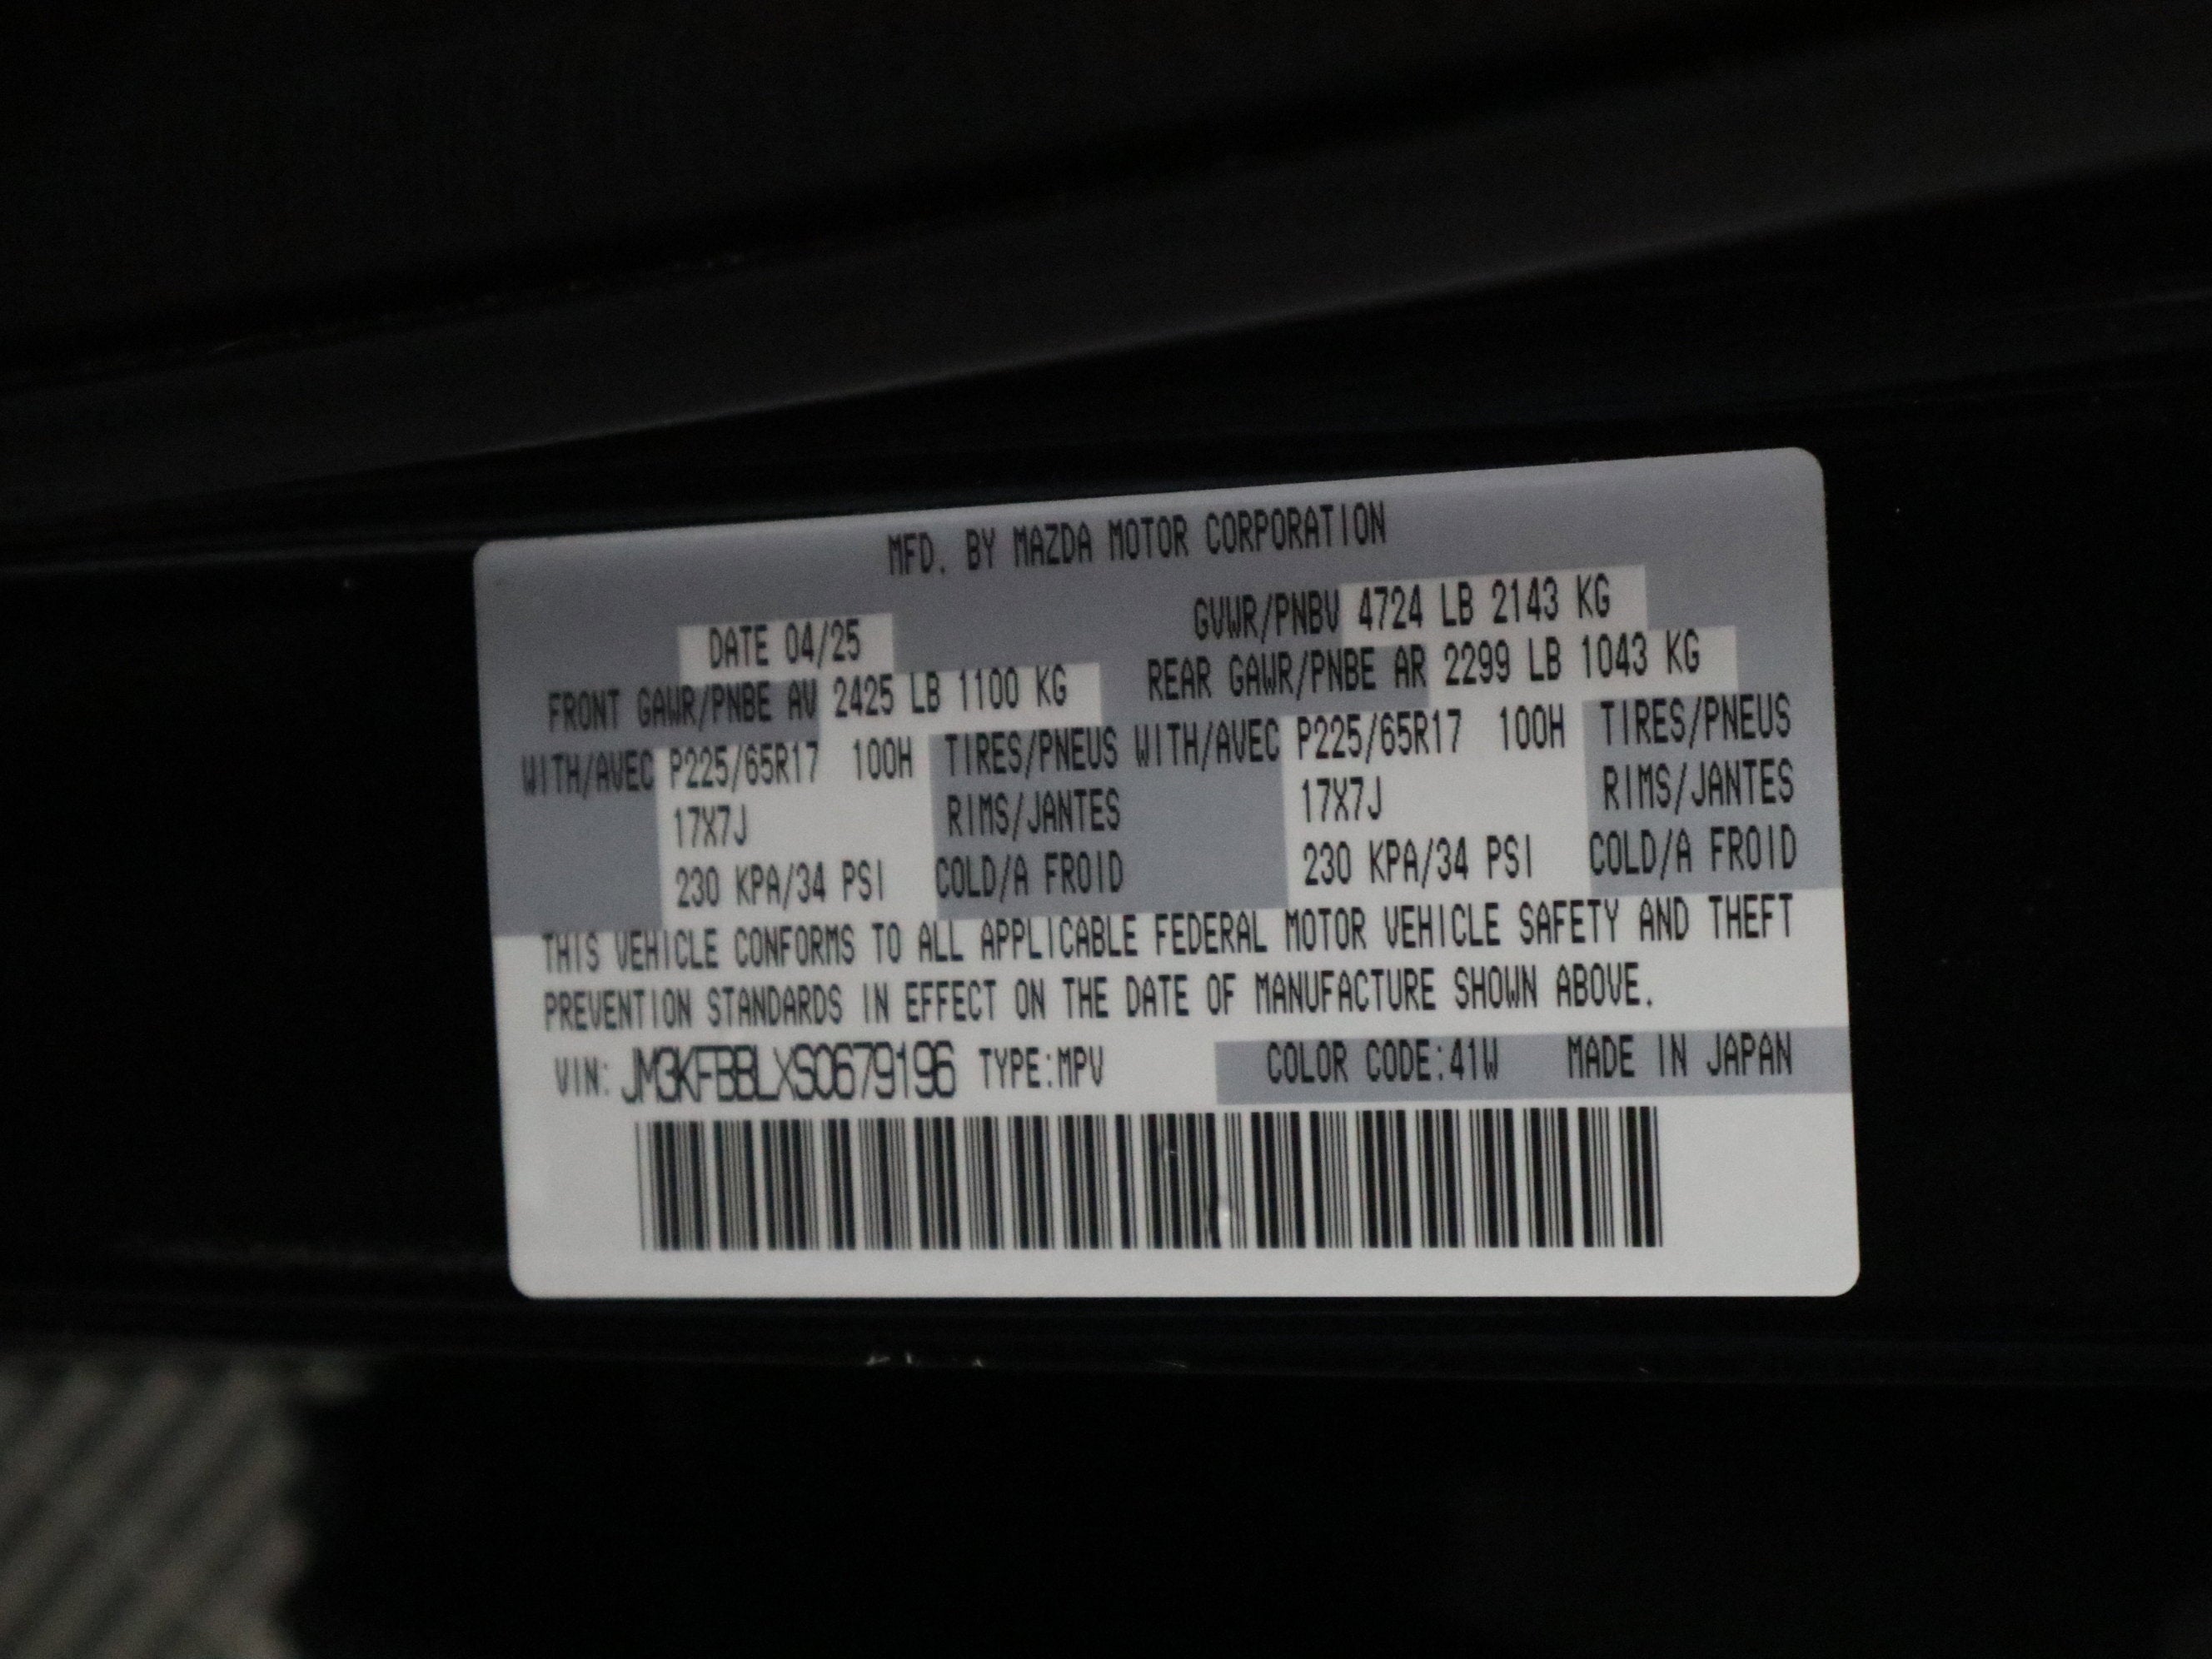 MFD. BY MAZDA MOTOR CORPORATION
DATE 04/25 GVWR/PNBV 4724 LB 2143 KG
FRONT GAWR/PNBE AV 2425 LB 1100 KG REAR GAWR/PNBE AR 2299 LB 1043 KG
WITH/AVEC P225/65R17 100H TIRES/PNEUS WITH/AVEC P225/65R17 100H TIRES/PNEUS
17X7J RIMS/JANTES 17X7J RIMS/JANTES
230 KPA/34 PSI COLD/A FROID 230 KPA/34 PSI COLD/A FROID
THIS VEHICLE CONFORMS TO ALL APPLICABLE FEDERAL MOTOR VEHICLE SAFETY AND THEFT
PREVENTION STANDARDS IN EFFECT ON THE DATE OF MANUFACTURE SHOWN ABOVE.
VIN: JM3KFBBLXS0679196 TYPE:MPV COLOR CODE:41W MADE IN JAPAN